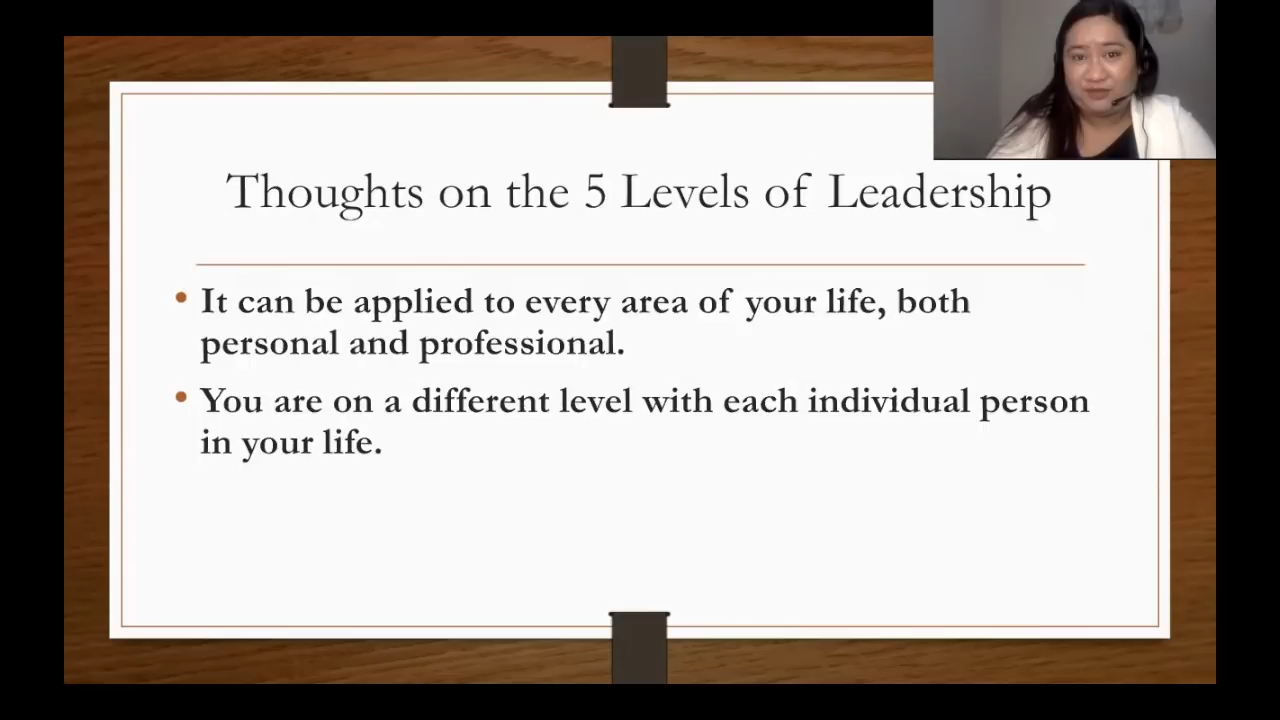 Thoughts on the 5 Levels of Leadership
• It can be applied to every area of your life, both
personal and professional.
• You are on a different level with each individual person
in your life.